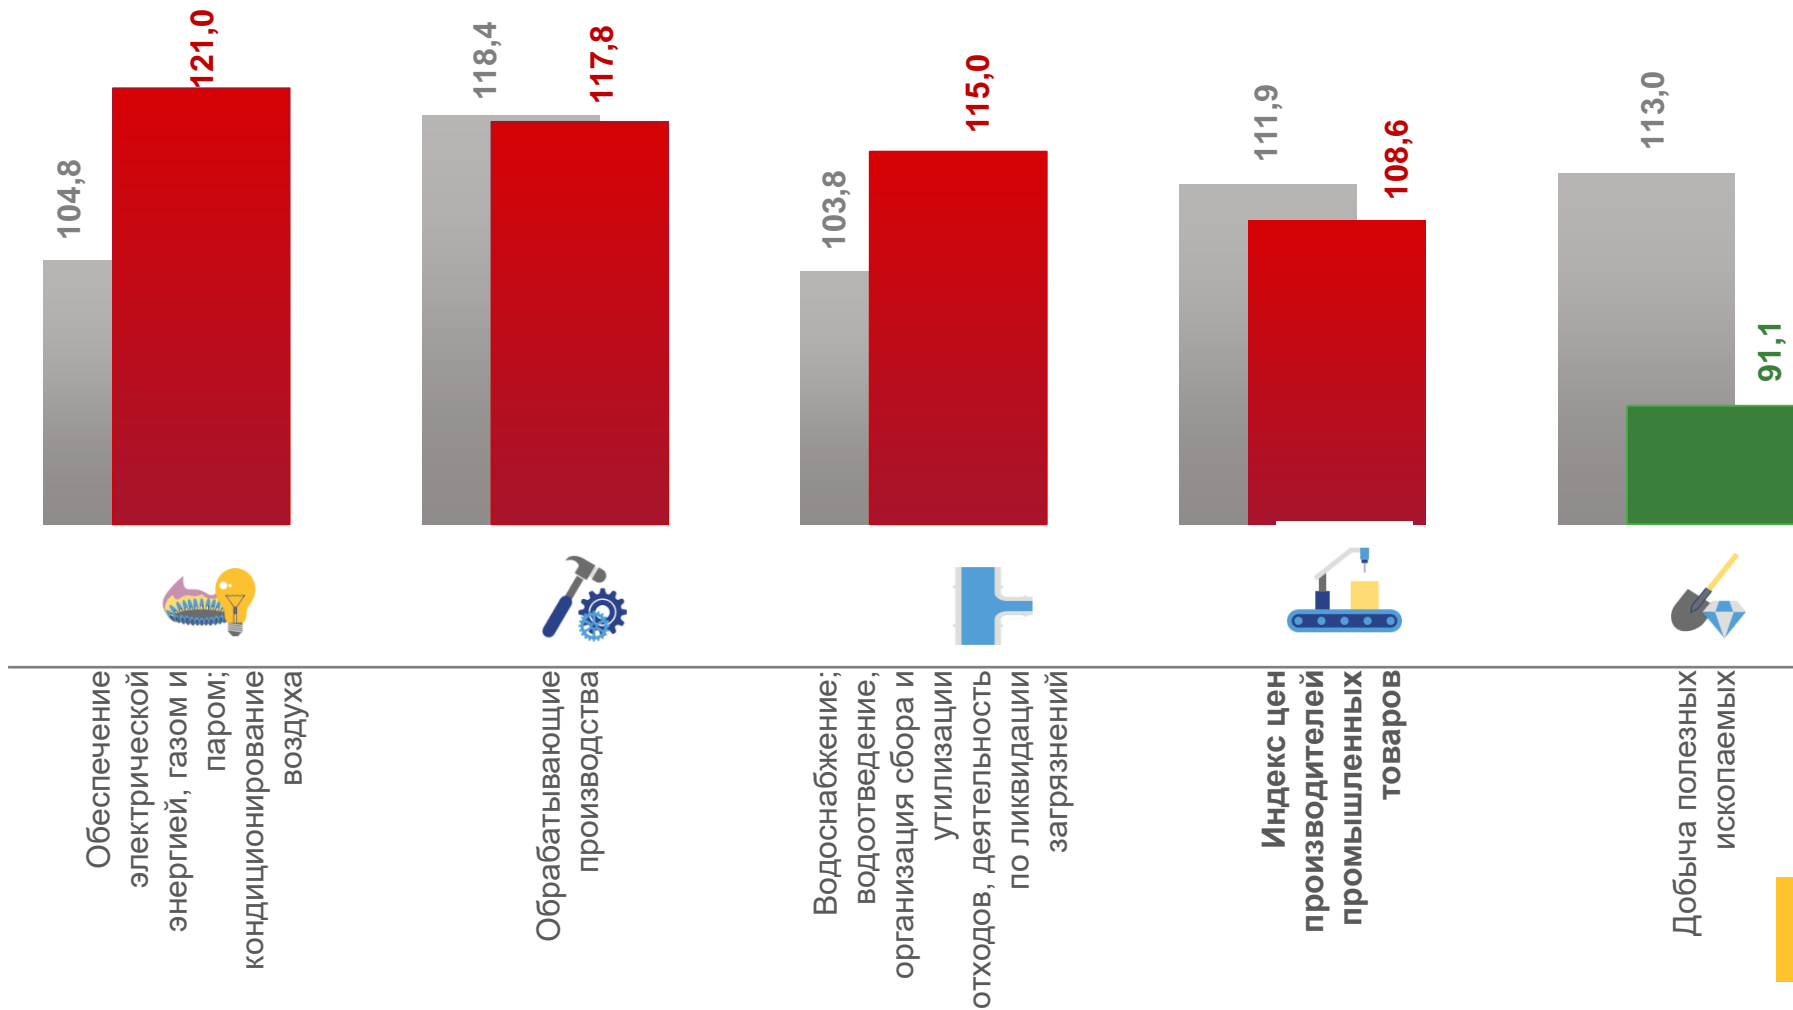 104,8
121,0
118,4
117,8
103,8
115,0
111,9
108,6
113,0
91,1
Обеспечение
электрической
энергией, газом и
паром;
кондиционирование
воздуха
Обрабатывающие
производства
Водоснабжение;
водоотведение,
организация сбора и
утилизации
отходов, деятельность
по ликвидации
загрязнений
Индекс цен
производителей
промышленных
товаров
Добыча полезных
ископаемых